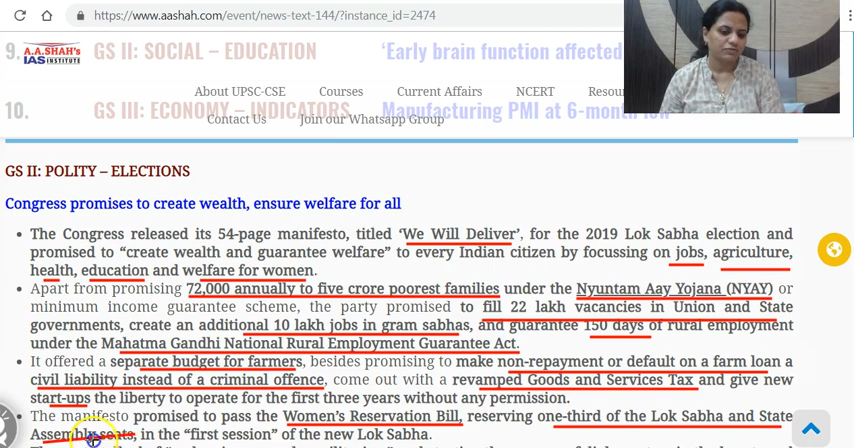 https://www.aashah.com/event/news-text-144/?instance_id=2474
9. A.A.SHAH's IAS INSTITUTE GS II: SOCIAL – EDUCATION 'Early brain function affected
About UPSC-CSE Courses Current Affairs NCERT Resou
10. GS III: ECONOMY – INDICATORS Manufacturing PMI at 6-month low
Contact Us Join our Whatsapp Group
GS II: POLITY – ELECTIONS
Congress promises to create wealth, ensure welfare for all
• The Congress released its 54-page manifesto, titled 'We Will Deliver', for the 2019 Lok Sabha election and
promised to "create wealth and guarantee welfare" to every Indian citizen by focussing on jobs, agriculture,
health, education and welfare for women.
• Apart from promising 72,000 annually to five crore poorest families under the Nyuntam Aay Yojana (NYAY) or
minimum income guarantee scheme, the party promised to fill 22 lakh vacancies in Union and State
governments, create an additional 10 lakh jobs in gram sabhas, and guarantee 150 days of rural employment
under the Mahatma Gandhi National Rural Employment Guarantee Act.
• It offered a separate budget for farmers, besides promising to make non-repayment or default on a farm loan a
civil liability instead of a criminal offence, come out with a revamped Goods and Services Tax and give new
start-ups the liberty to operate for the first three years without any permission.
• The manifesto promised to pass the Women's Reservation Bill, reserving one-third of the Lok Sabha and State
Assembly seats, in the "first session" of the new Lok Sabha.